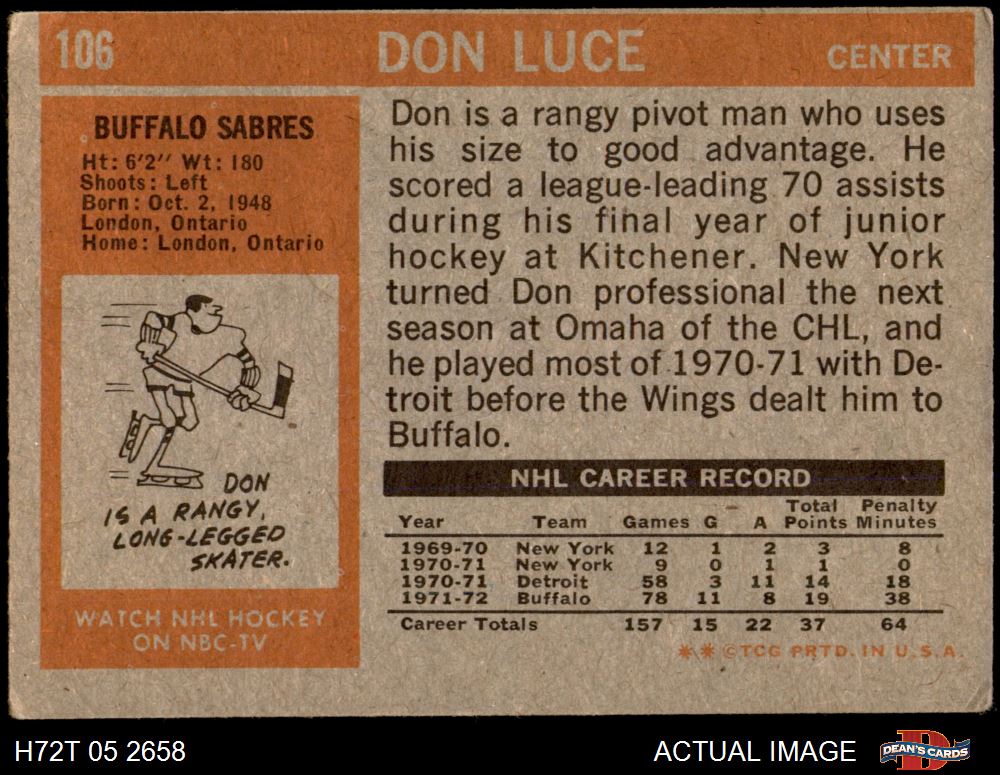 106 DON LUCE CENTER
BUFFALO SABRES
Ht: 6'2" Wt: 180
Shoots: Left
Born: Oct. 2, 1948
London, Ontario
Home: London, Ontario
DON
IS A RANGY,
LONG-LEGGED
SKATER.
WATCH NHL HOCKEY
ON NBC-TV
Don is a rangy pivot man who uses
his size to good advantage. He
scored a league-leading 70 assists
during his final year of junior
hockey at Kitchener. New York
turned Don professional the next
season at Omaha of the CHL, and
he played most of 1970-71 with De-
troit before the Wings dealt him to
Buffalo.
NHL CAREER RECORD
Year Team Games G A Total Points Penalty Minutes
1969-70 New York 12 1 2 3 8
1970-71 New York 9 0 1 1 0
1970-71 Detroit 58 3 11 14 18
1971-72 Buffalo 78 11 8 19 38
Career Totals 157 15 22 37 64
✱✱ ©TCG PRTD. IN U.S.A.
H72T 05 2658 ACTUAL IMAGE DEAN'S CARDS